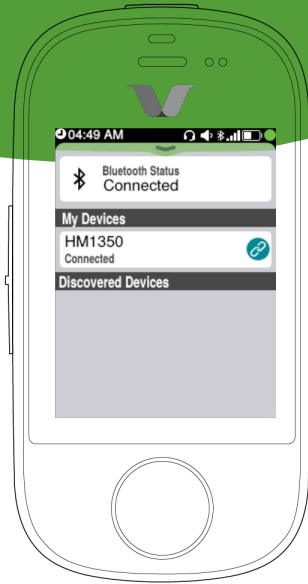 04:49 AM
Bluetooth Status
Connected
My Devices
HM1350
Connected
Discovered Devices